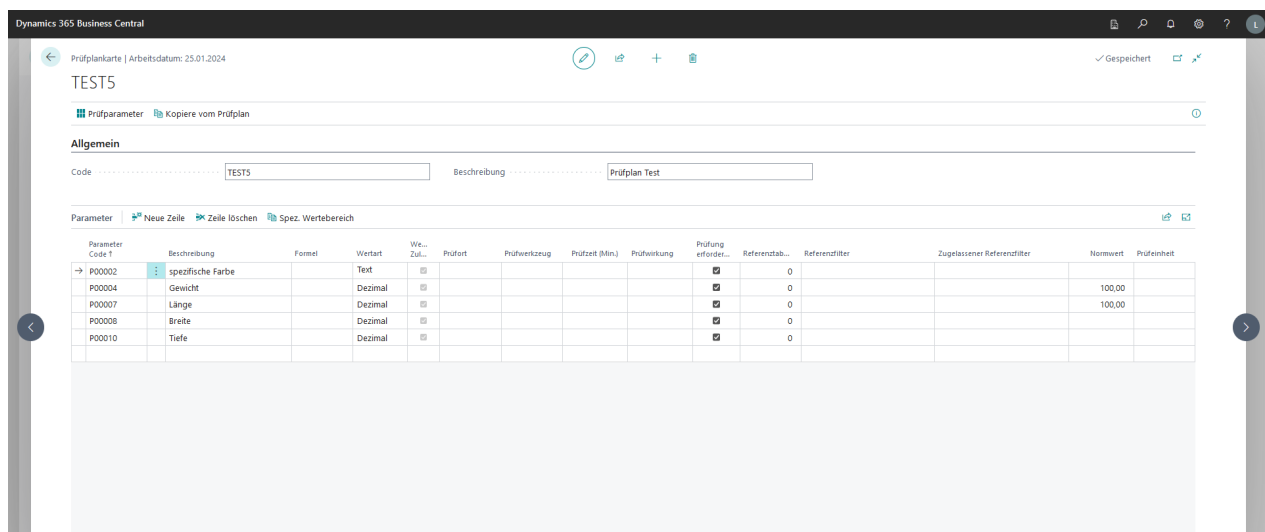 Dynamics 365 Business Central
?
L
Prüfplankarte | Arbeitsdatum: 25.01.2024
Gespeichert
TEST5
Prüfparameter Kopiere vom Prüfplan
Allgemein
Code TEST5 Beschreibung Prüfplan Test
Parameter Neue Zeile Zeile löschen Spez. Wertebereich
Parameter We... Prüfung
Code ↑ Beschreibung Formel Wertart Zul... Prüfort Prüfwerkzeug Prüfzeit (Min.) Prüfwirkung erforder... Referenztab... Referenzfilter Zugelassener Referenzfilter Normwert Prüfeinheit
→ P00002 spezifische Farbe Text 0
P00004 Gewicht Dezimal 0 100,00
P00007 Länge Dezimal 0 100,00
P00008 Breite Dezimal 0
P00010 Tiefe Dezimal 0